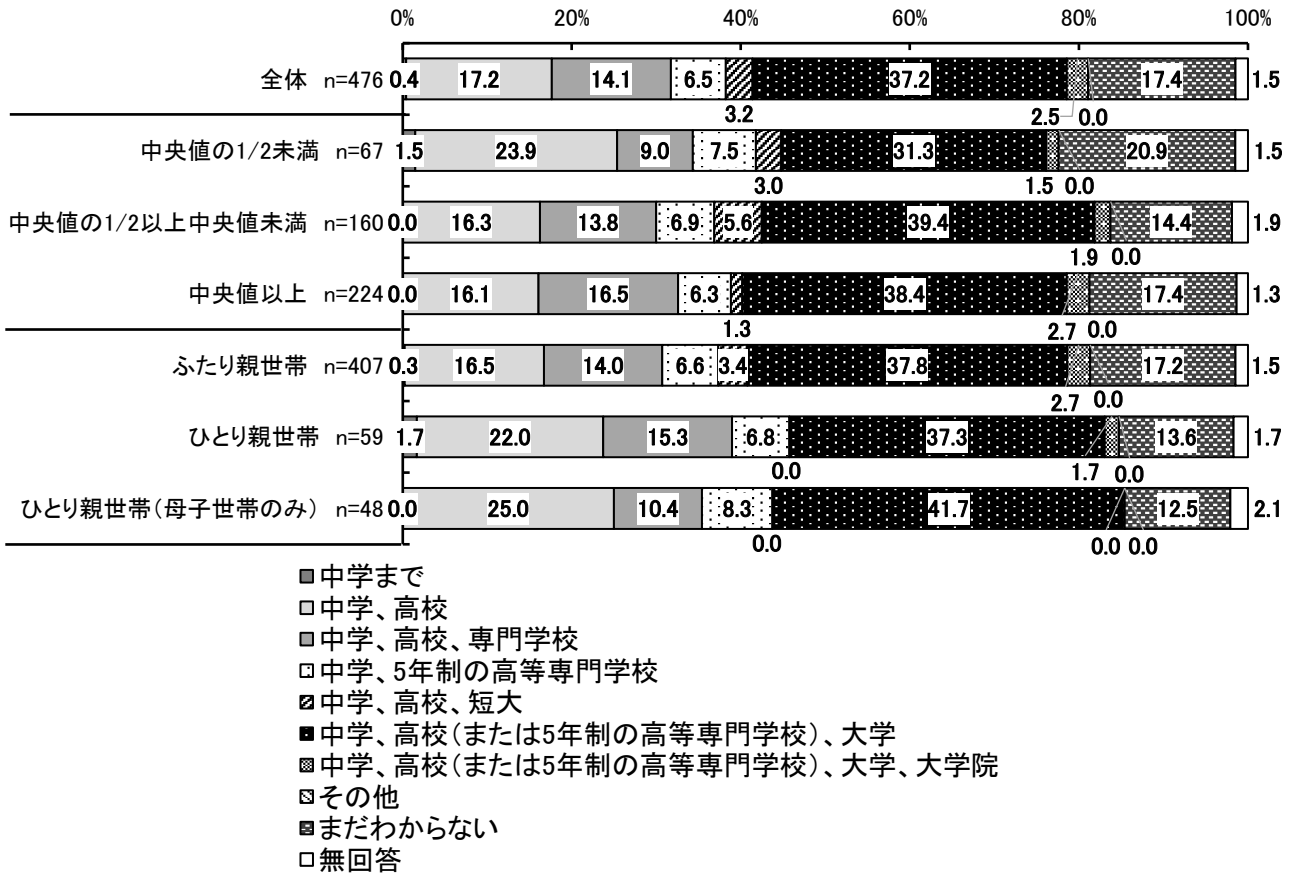 0% 20% 40% 60% 80% 100%
全体 n=476 0.4 17.2 14.1 6.5 37.2 17.4 1.5
3.2 2.5 0.0
中央値の1/2未満 n=67 1.5 23.9 9.0 7.5 31.3 20.9 1.5
3.0 1.5 0.0
中央値の1/2以上中央値未満 n=160 0.0 16.3 13.8 6.9 5.6 39.4 14.4 1.9
1.9 0.0
中央値以上 n=224 0.0 16.1 16.5 6.3 38.4 17.4 1.3
1.3 2.7 0.0
ふたり親世帯 n=407 0.3 16.5 14.0 6.6 3.4 37.8 17.2 1.5
2.7 0.0
ひとり親世帯 n=59 1.7 22.0 15.3 6.8 37.3 13.6 1.7
0.0 1.7 0.0
ひとり親世帯(母子世帯のみ) n=48 0.0 25.0 10.4 8.3 41.7 12.5 2.1
0.0 0.0 0.0
中学まで
中学、高校
中学、高校、専門学校
中学、5年制の高等専門学校
中学、高校、短大
中学、高校(または5年制の高等専門学校)、大学
中学、高校(または5年制の高等専門学校)、大学、大学院
その他
まだわからない
無回答